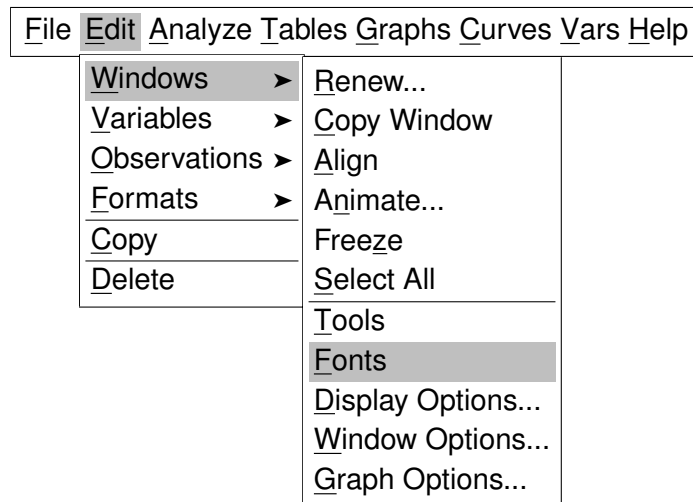 File Edit Analyze Tables Graphs Curves Vars Help
Windows ➤
Variables ➤
Observations ➤
Formats ➤
Copy
Delete
Renew...
Copy Window
Align
Animate...
Freeze
Select All
Tools
Fonts
Display Options...
Window Options...
Graph Options...